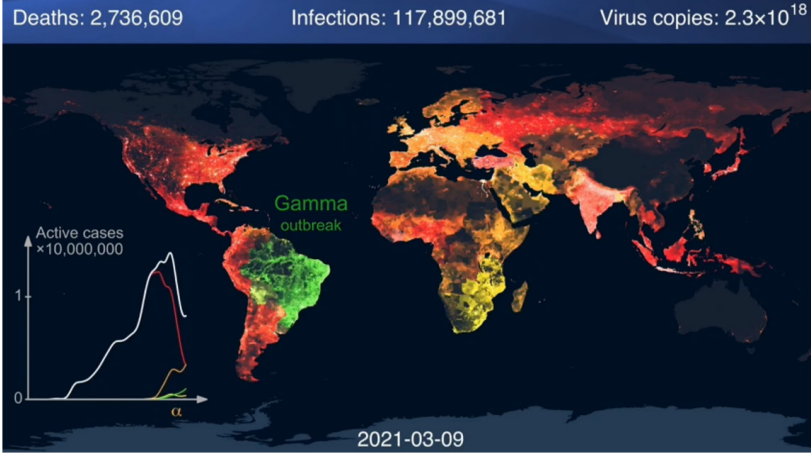 Deaths: 2,736,609 Infections: 117,899,681 Virus copies: 2.3×10¹⁸
Gamma
outbreak
Active cases
×10,000,000
1
0
α
2021-03-09